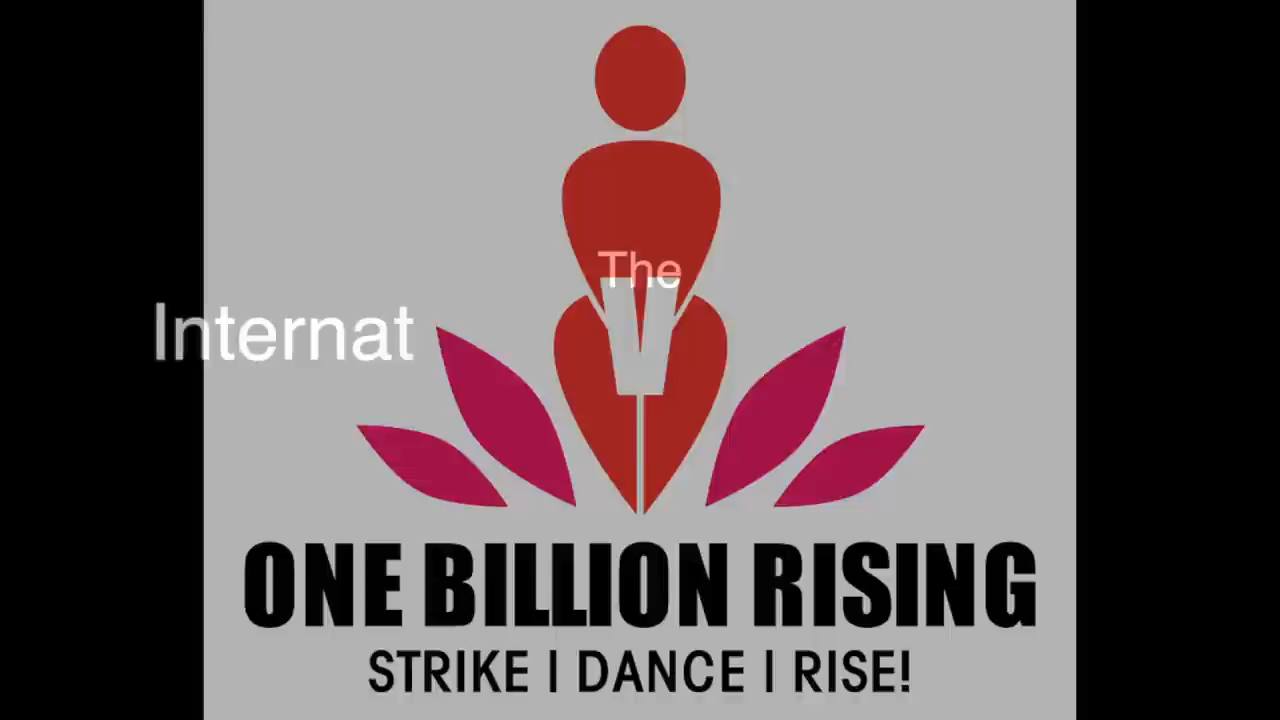 The
Internat
ONE BILLION RISING
STRIKE | DANCE | RISE!